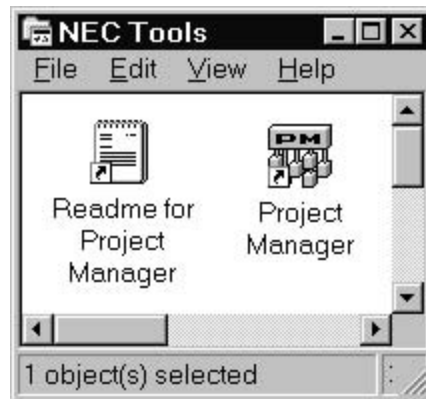 NEC Tools
File Edit View Help
PM
Readme for
Project
Manager
Project
Manager
1 object(s) selected